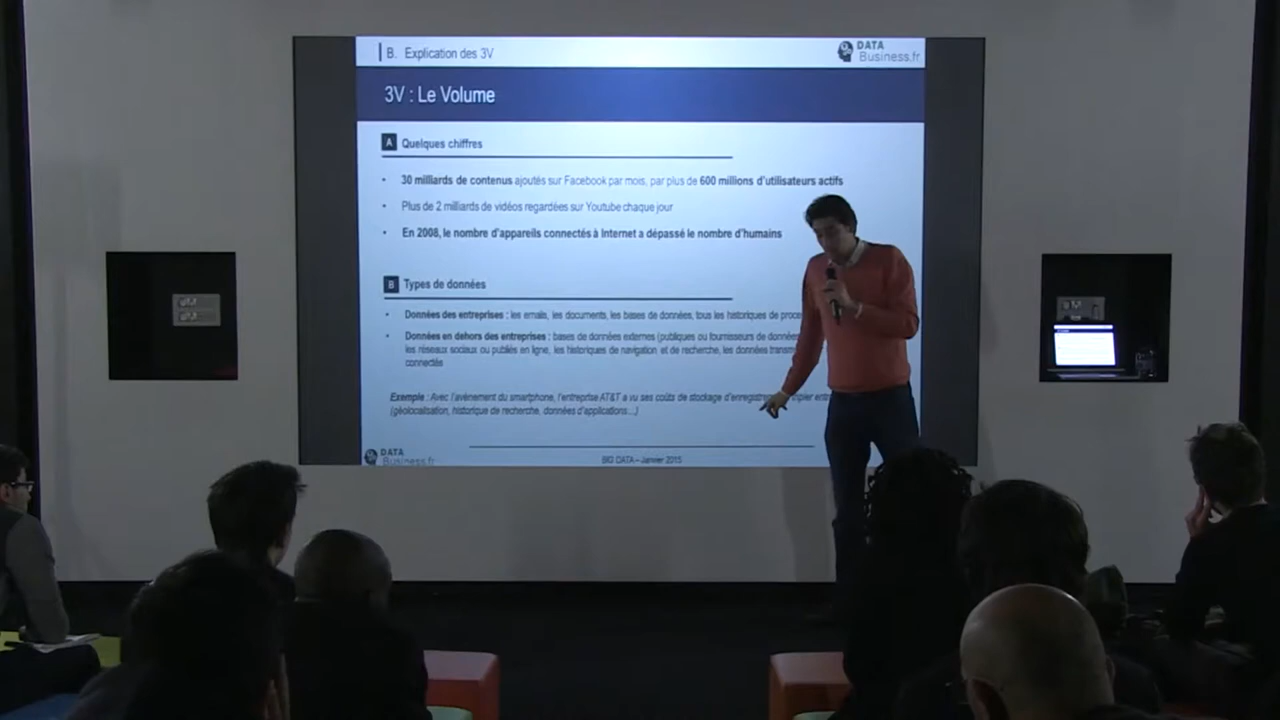 B. Explication des 3V
DATA
Business.fr
3V : Le Volume
A Quelques chiffres
• 30 milliards de contenus ajoutés sur Facebook par mois, par plus de 600 millions d'utilisateurs actifs
• Plus de 2 milliards de vidéos regardées sur Youtube chaque jour
• En 2008, le nombre d'appareils connectés à Internet a dépassé le nombre d'humains
B Types de données
• Données des entreprises : les emails, les documents, les bases de données, tous les historiques de proce
• Données en dehors des entreprises : bases de données externes (publiques ou fournisseurs de données
les réseaux sociaux ou publiés en ligne, les historiques de navigation et de recherche, les données transm
connectés
Exemple : Avec l'avènement du smartphone, l'entreprise AT&T a vu ses coûts de stockage d'enregistre
(géolocalisation, historique de recherche, données d'applications…)
DATA
Business.fr
BIG DATA – Janvier 2015